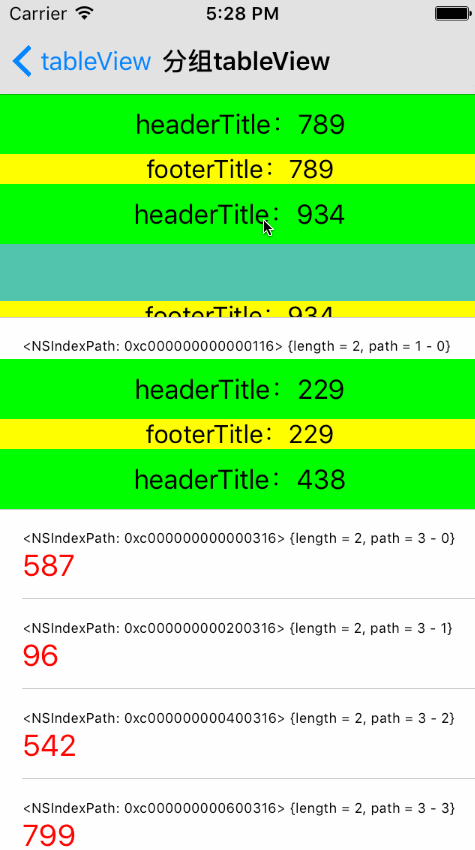 Carrier 5:28 PM
tableView 分组tableView
headerTitle：789
footerTitle：789
headerTitle：934
footerTitle：934
<NSIndexPath: 0xc000000000000116> {length = 2, path = 1 - 0}
headerTitle：229
footerTitle：229
headerTitle：438
<NSIndexPath: 0xc000000000000316> {length = 2, path = 3 - 0}
587
<NSIndexPath: 0xc000000000200316> {length = 2, path = 3 - 1}
96
<NSIndexPath: 0xc000000000400316> {length = 2, path = 3 - 2}
542
<NSIndexPath: 0xc000000000600316> {length = 2, path = 3 - 3}
799